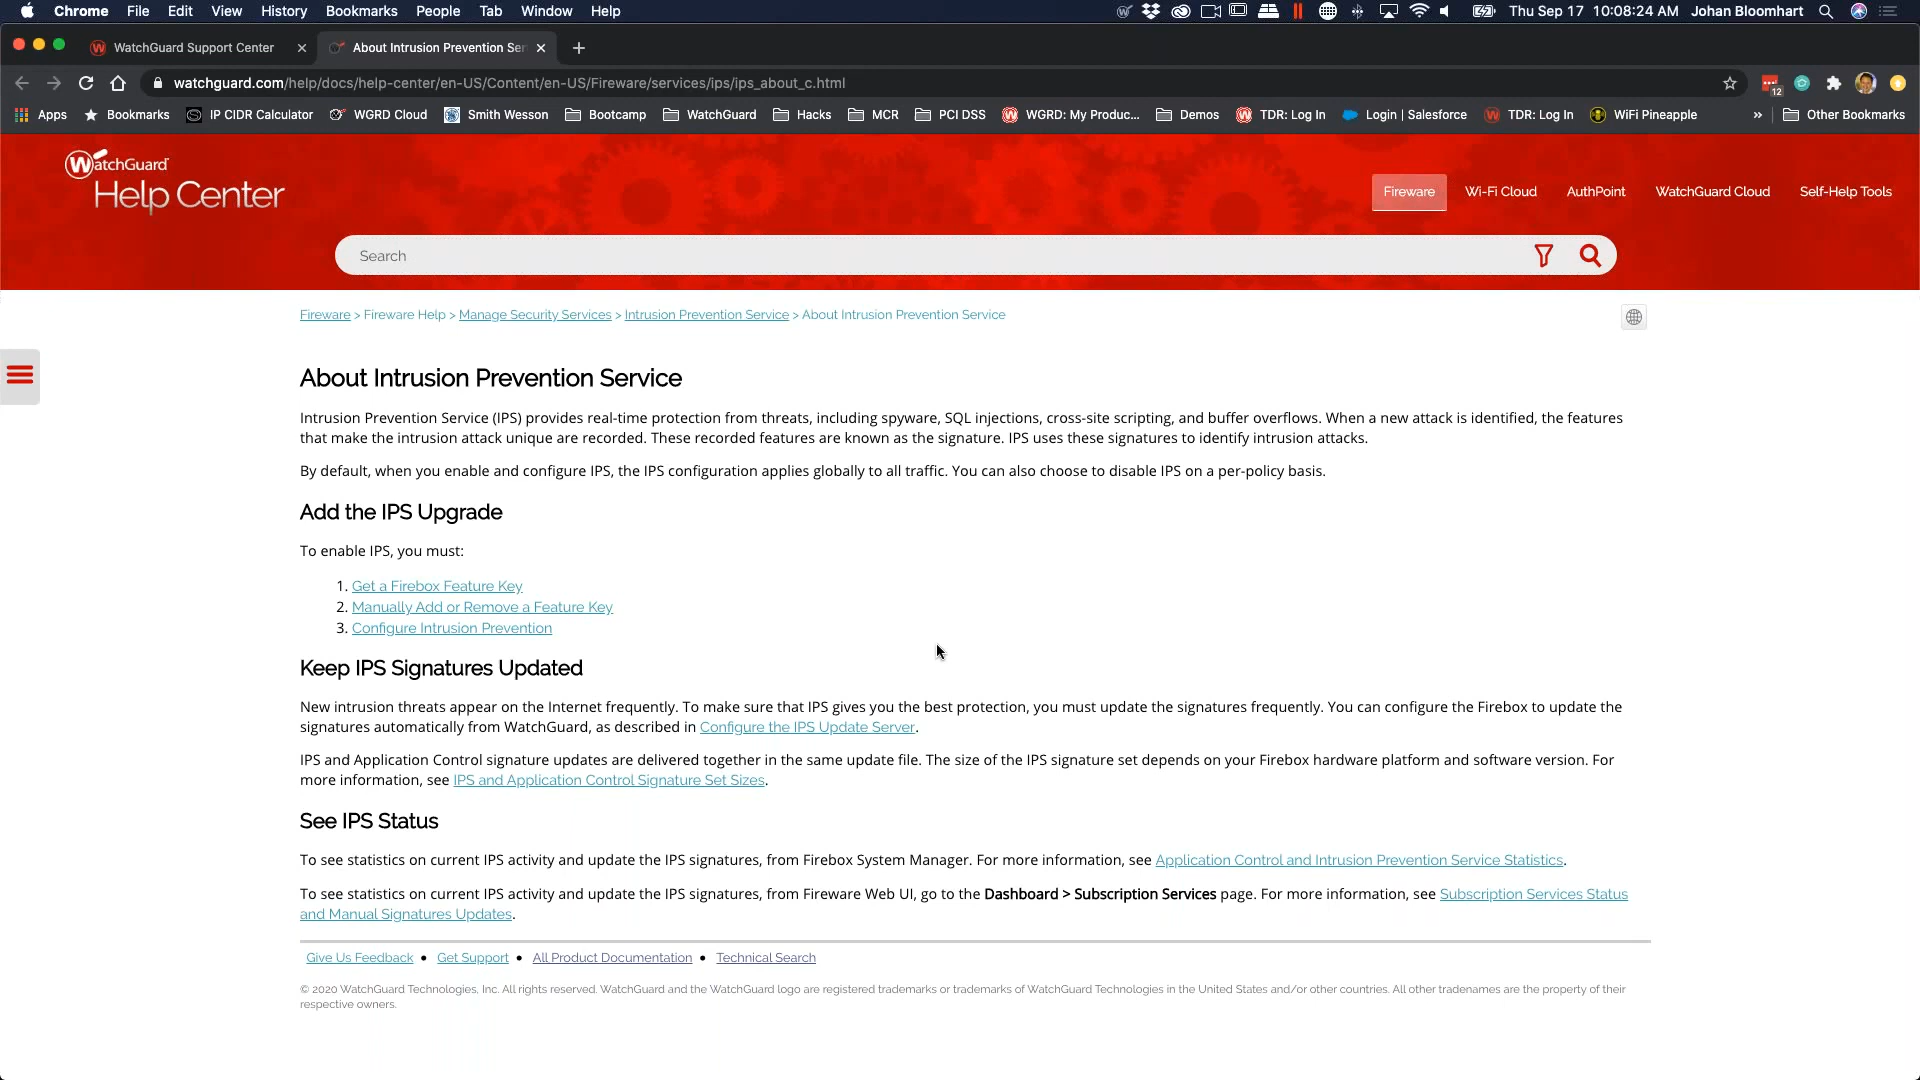 Chrome File Edit View History Bookmarks People Tab Window Help Thu Sep 17 10:08:24 AM Johan Bloomhart
WatchGuard Support Center About Intrusion Prevention Ser
watchguard.com/help/docs/help-center/en-US/Content/en-US/Fireware/services/ips/ips_about_c.html 12
Apps Bookmarks IP CIDR Calculator WGRD Cloud Smith Wesson Bootcamp WatchGuard Hacks MCR PCI DSS WGRD: My Produc... Demos TDR: Log In Login | Salesforce TDR: Log In WiFi Pineapple » Other Bookmarks
WatchGuard
Help Center
Fireware Wi-Fi Cloud AuthPoint WatchGuard Cloud Self-Help Tools
Search
Fireware > Fireware Help > Manage Security Services > Intrusion Prevention Service > About Intrusion Prevention Service
About Intrusion Prevention Service
Intrusion Prevention Service (IPS) provides real-time protection from threats, including spyware, SQL injections, cross-site scripting, and buffer overflows. When a new attack is identified, the features
that make the intrusion attack unique are recorded. These recorded features are known as the signature. IPS uses these signatures to identify intrusion attacks.
By default, when you enable and configure IPS, the IPS configuration applies globally to all traffic. You can also choose to disable IPS on a per-policy basis.
Add the IPS Upgrade
To enable IPS, you must:
1. Get a Firebox Feature Key
2. Manually Add or Remove a Feature Key
3. Configure Intrusion Prevention
Keep IPS Signatures Updated
New intrusion threats appear on the Internet frequently. To make sure that IPS gives you the best protection, you must update the signatures frequently. You can configure the Firebox to update the
signatures automatically from WatchGuard, as described in Configure the IPS Update Server.
IPS and Application Control signature updates are delivered together in the same update file. The size of the IPS signature set depends on your Firebox hardware platform and software version. For
more information, see IPS and Application Control Signature Set Sizes.
See IPS Status
To see statistics on current IPS activity and update the IPS signatures, from Firebox System Manager. For more information, see Application Control and Intrusion Prevention Service Statistics.
To see statistics on current IPS activity and update the IPS signatures, from Fireware Web UI, go to the Dashboard > Subscription Services page. For more information, see Subscription Services Status
and Manual Signatures Updates.
Give Us Feedback • Get Support • All Product Documentation • Technical Search
© 2020 WatchGuard Technologies, Inc. All rights reserved. WatchGuard and the WatchGuard logo are registered trademarks or trademarks of WatchGuard Technologies in the United States and/or other countries. All other tradenames are the property of their
respective owners.